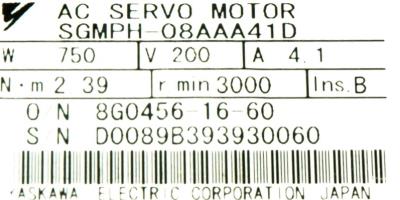 AC SERVO MOTOR
SGMPH-08AAA41D
W 750 V 200 A 4.1
N·m 2 39 r min 3000 Ins.B
O/N 8G0456-16-60
S N D0089B393930060
YASKAWA ELECTRIC CORPORATION JAPAN